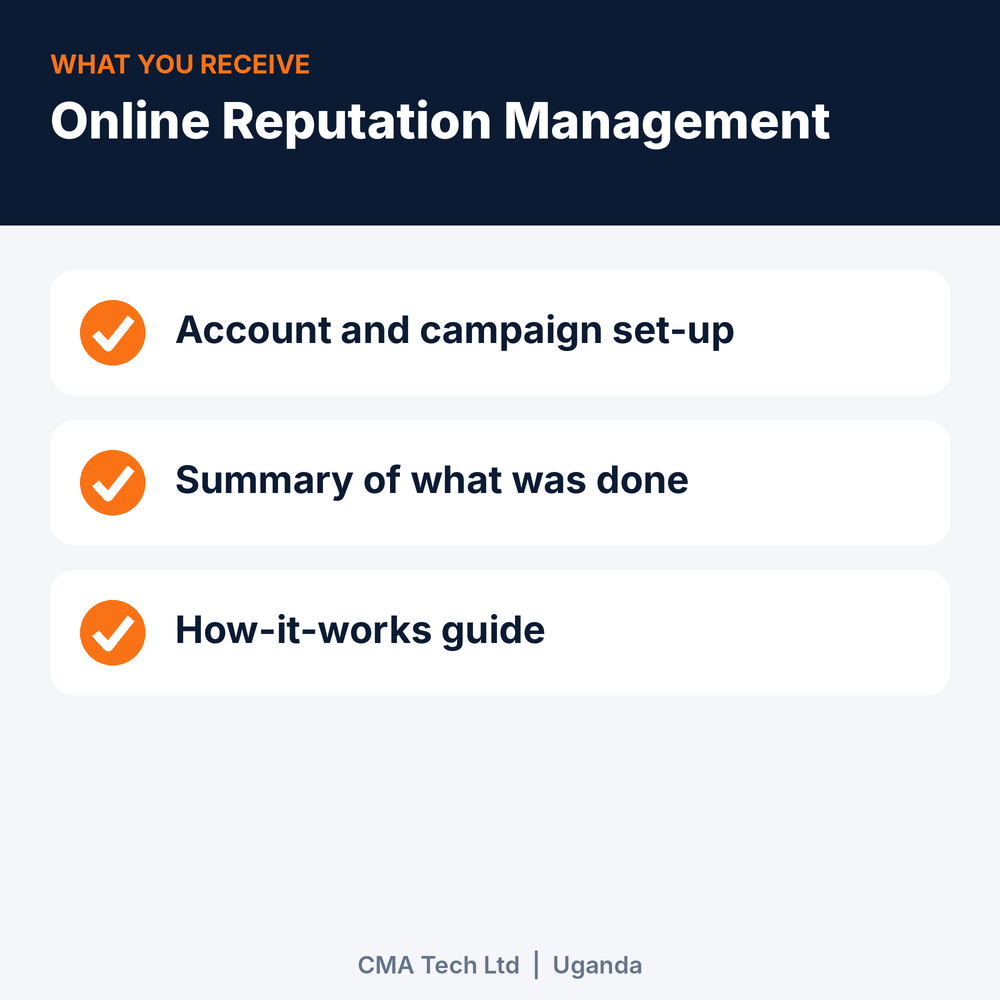 WHAT YOU RECEIVE
Online Reputation Management
Account and campaign set-up
Summary of what was done
How-it-works guide
CMA Tech Ltd | Uganda